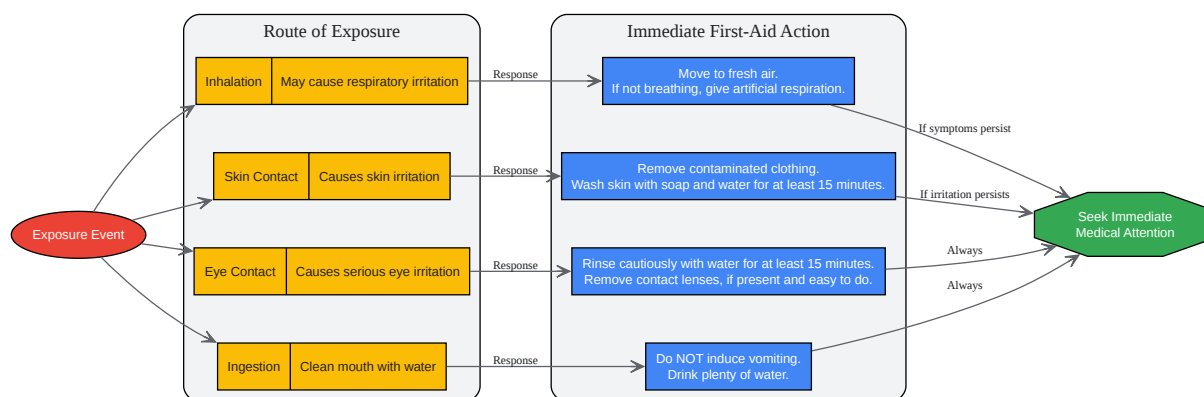 Route of Exposure
Immediate First-Aid Action
Exposure Event
Inhalation
May cause respiratory irritation
Response
Move to fresh air.
If not breathing, give artificial respiration.
If symptoms persist
Skin Contact
Causes skin irritation
Response
Remove contaminated clothing.
Wash skin with soap and water for at least 15 minutes.
If irritation persists
Eye Contact
Causes serious eye irritation
Response
Rinse cautiously with water for at least 15 minutes.
Remove contact lenses, if present and easy to do.
Always
Ingestion
Clean mouth with water
Response
Do NOT induce vomiting.
Drink plenty of water.
Always
Seek Immediate
Medical Attention